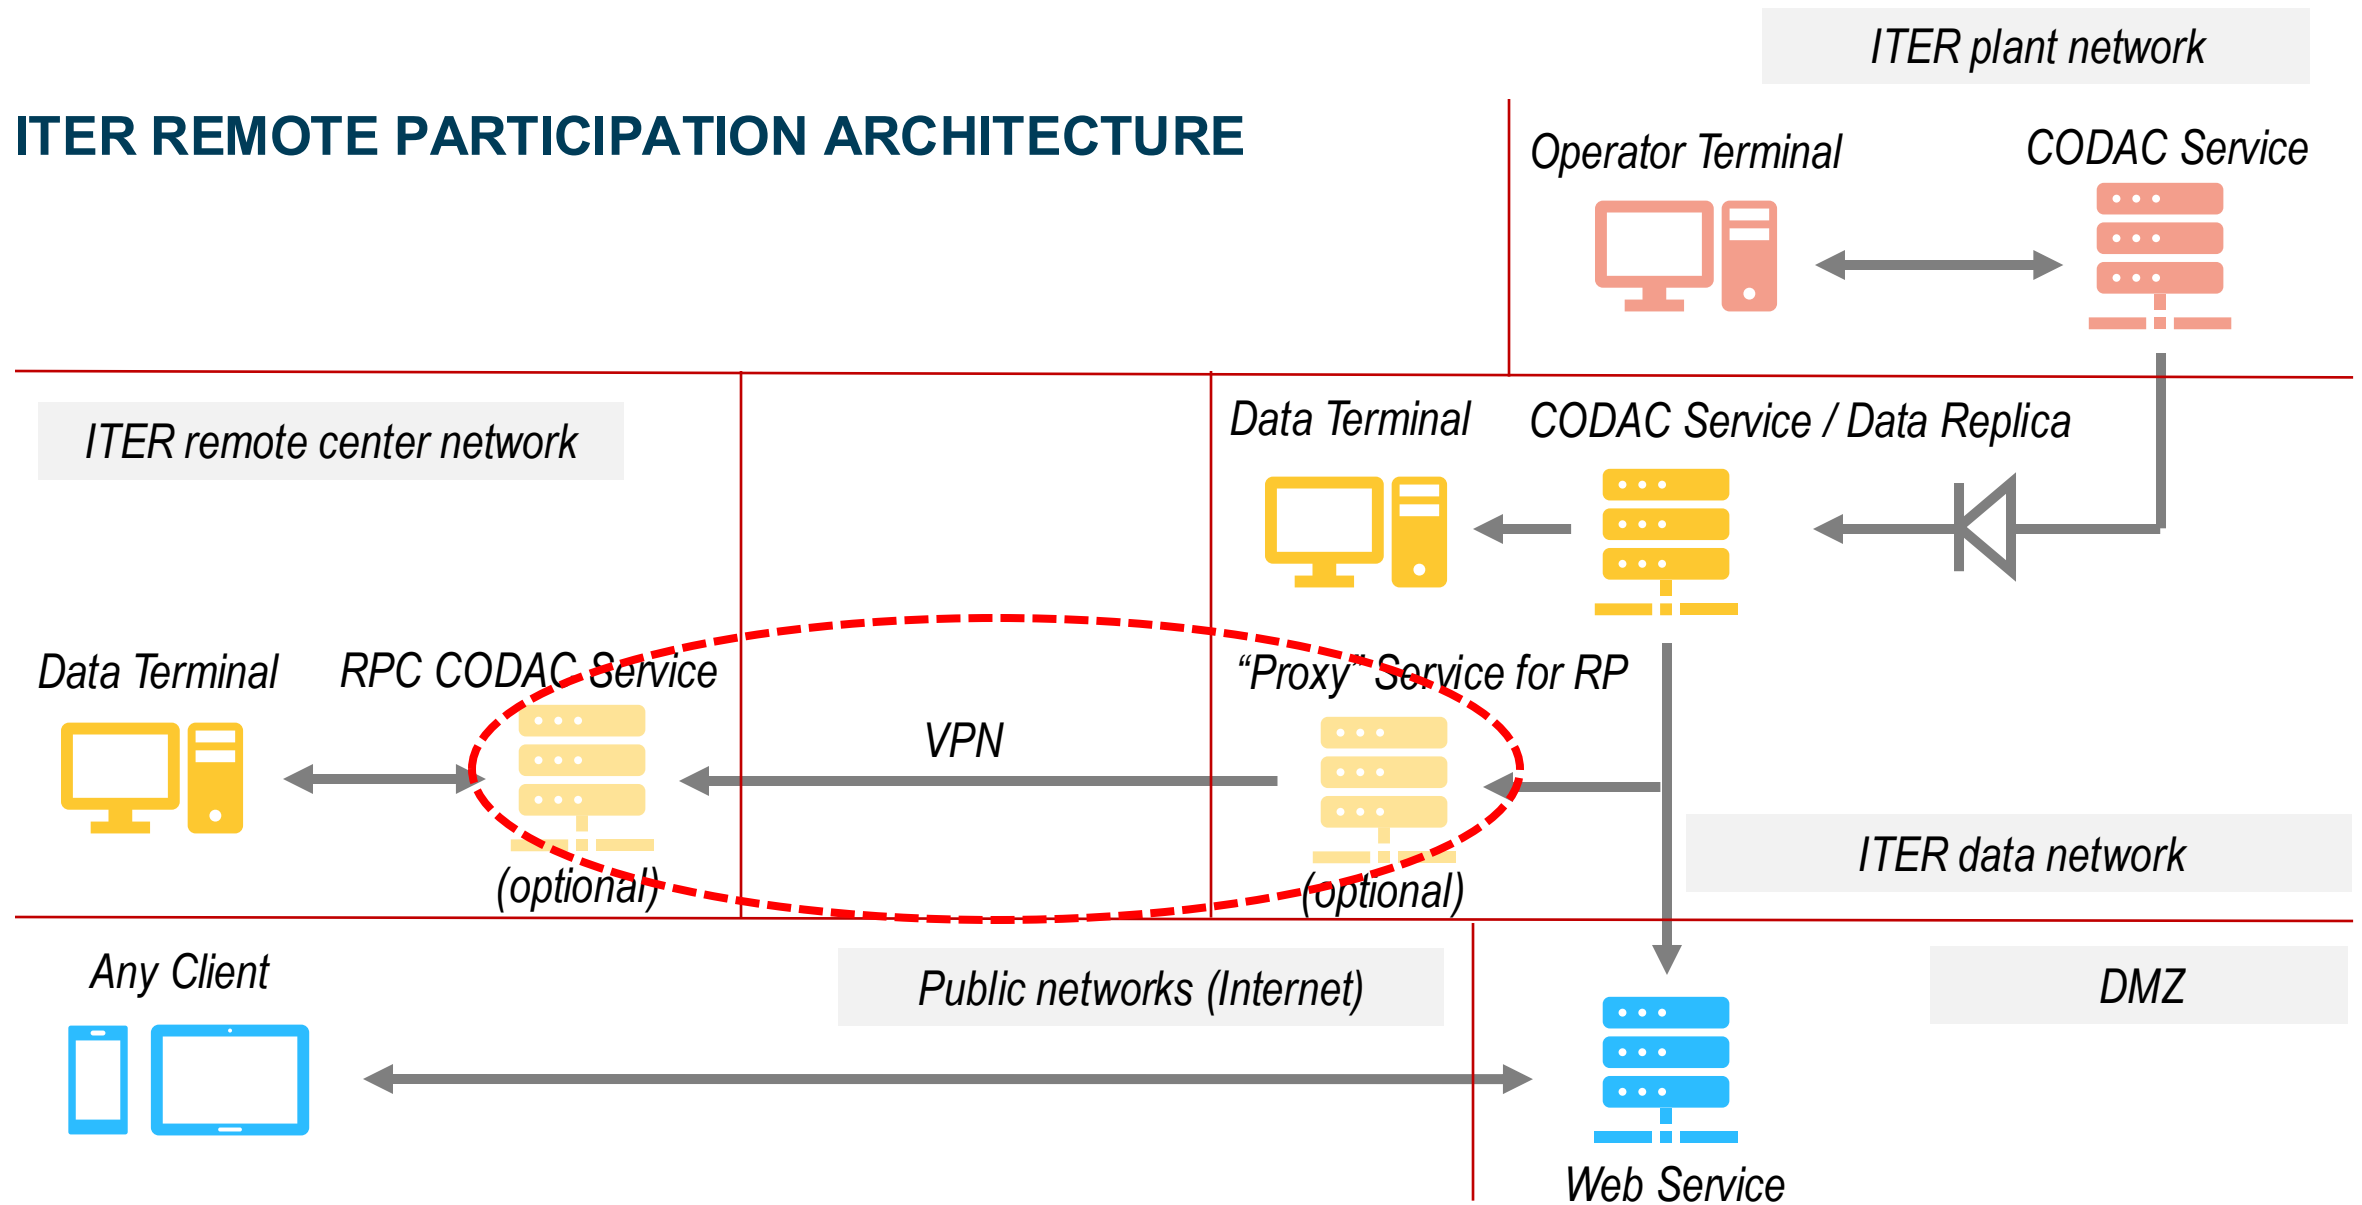 ITER plant network
ITER REMOTE PARTICIPATION ARCHITECTURE
Operator Terminal
CODAC Service
ITER remote center network
Data Terminal
CODAC Service / Data Replica
Data Terminal
RPC CODAC Service
“Proxy” Service for RP
VPN
ITER data network
(optional)
(optional)
Any Client
Public networks (Internet)
DMZ
Web Service